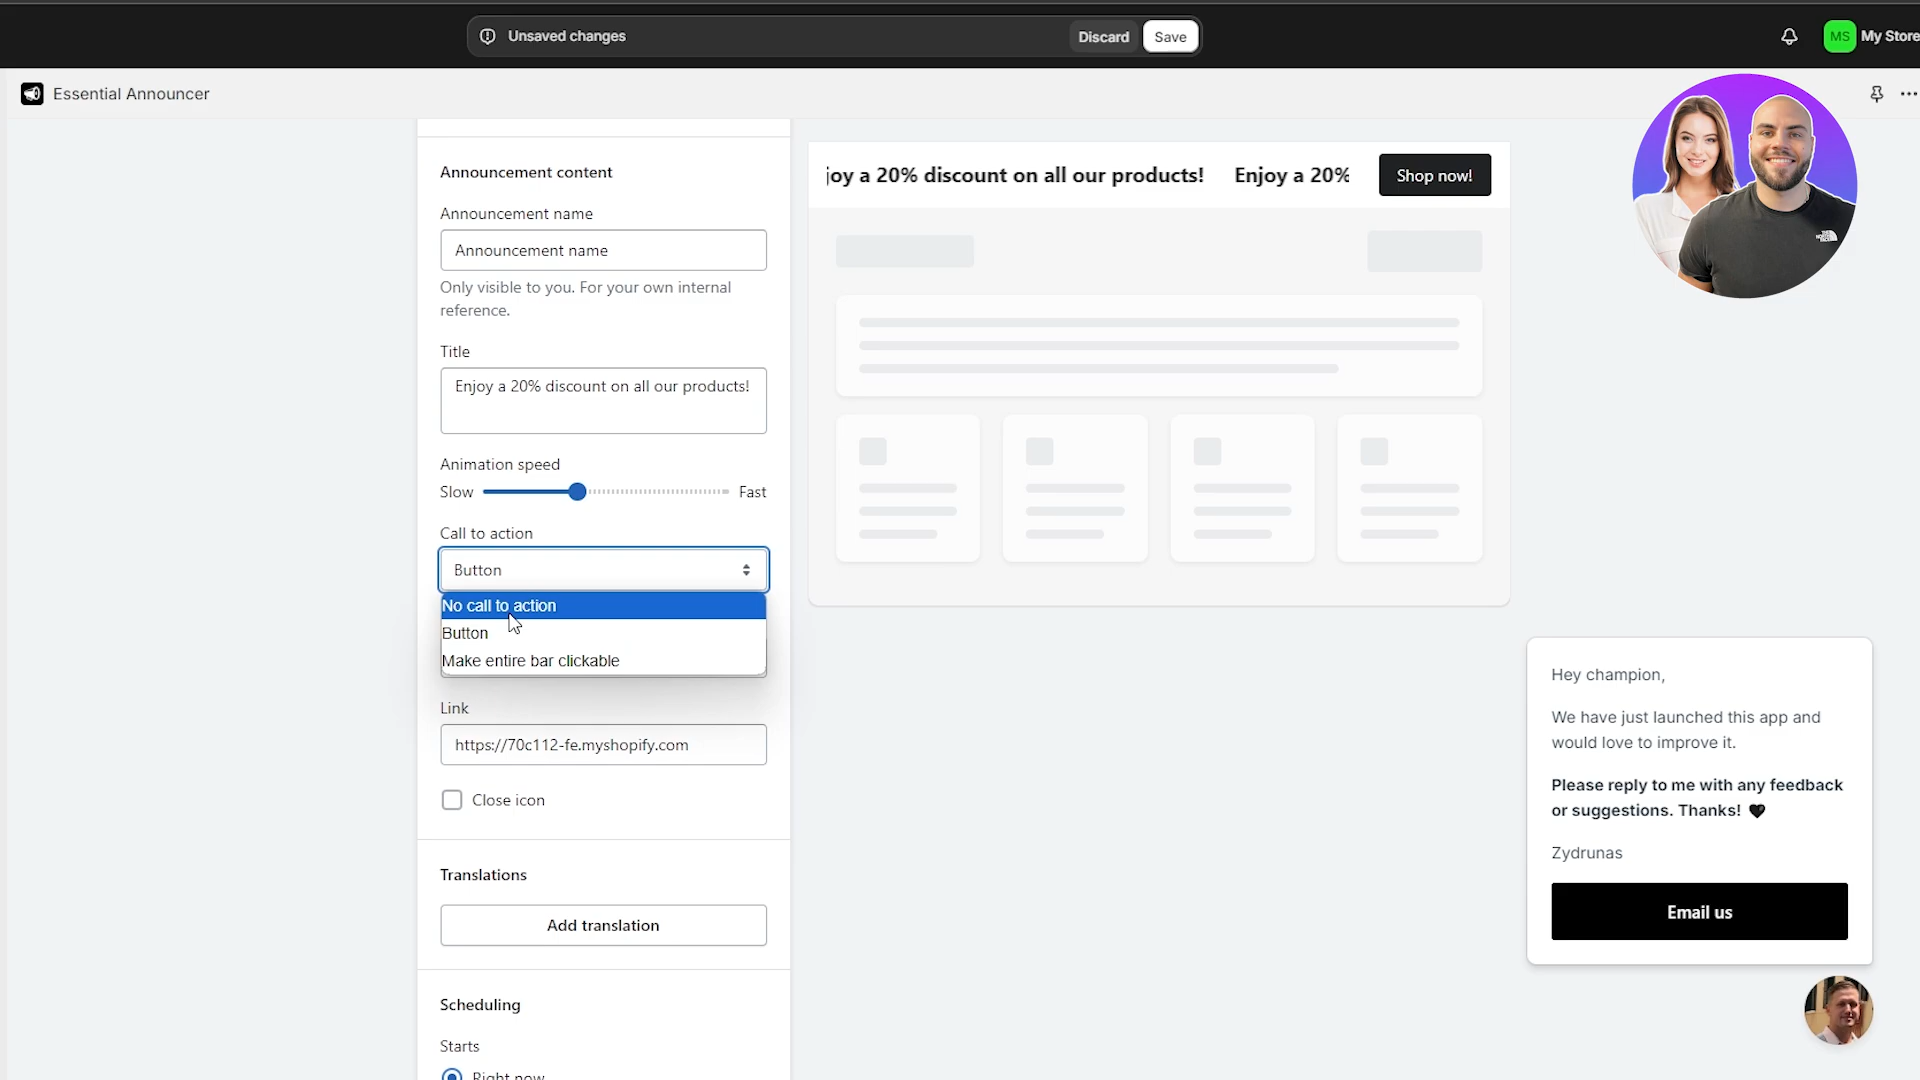 Unsaved changes
Discard
Save
MS
My Store
Essential Announcer
Announcement content
Announcement name
Announcement name
Only visible to you. For your own internal
reference.
Title
Enjoy a 20% discount on all our products!
Animation speed
Slow
Fast
Call to action
Button
No call to action
Button
Make entire bar clickable
Link
https://70c112-fe.myshopify.com
Close icon
Translations
Add translation
Scheduling
Starts
Right now
joy a 20% discount on all our products!
Enjoy a 20%
Shop now!
THE NORTH FACE
Hey champion,
We have just launched this app and
would love to improve it.
Please reply to me with any feedback
or suggestions. Thanks! 🖤
Zydrunas
Email us